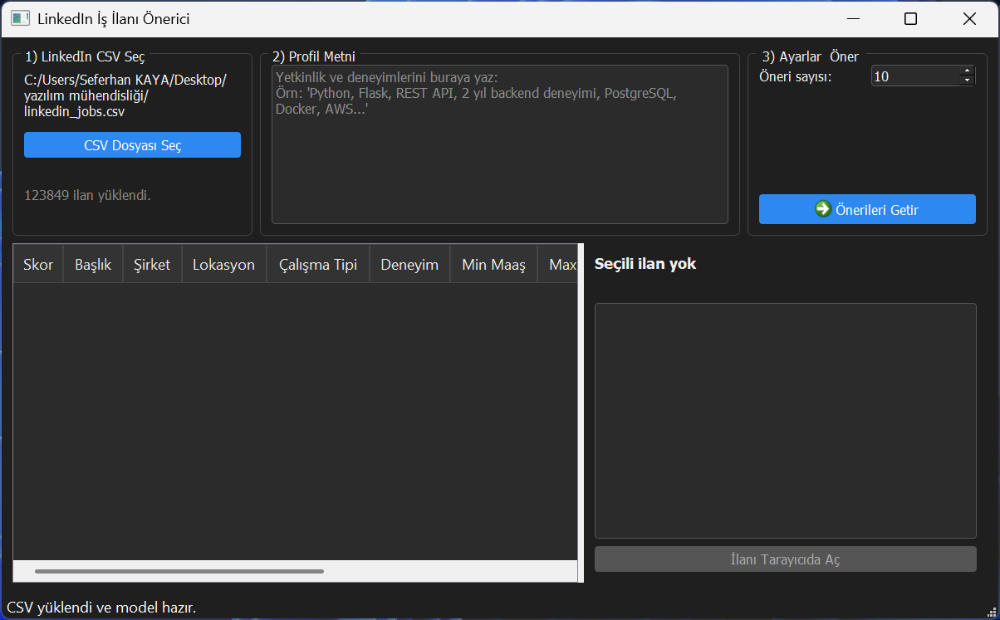 LinkedIn İş İlanı Önerici
1) LinkedIn CSV Seç
C:/Users/Seferhan KAYA/Desktop/
yazılım mühendisliği/
linkedin_jobs.csv
CSV Dosyası Seç
123849 ilan yüklendi.
2) Profil Metni
Yetkinlik ve deneyimlerini buraya yaz:
Örn: 'Python, Flask, REST API, 2 yıl backend deneyimi, PostgreSQL,
Docker, AWS...'
3) Ayarlar  Öner
Öneri sayısı: 10
Önerileri Getir
Skor Başlık Şirket Lokasyon Çalışma Tipi Deneyim Min Maaş Max
Seçili ilan yok
İlanı Tarayıcıda Aç
CSV yüklendi ve model hazır.